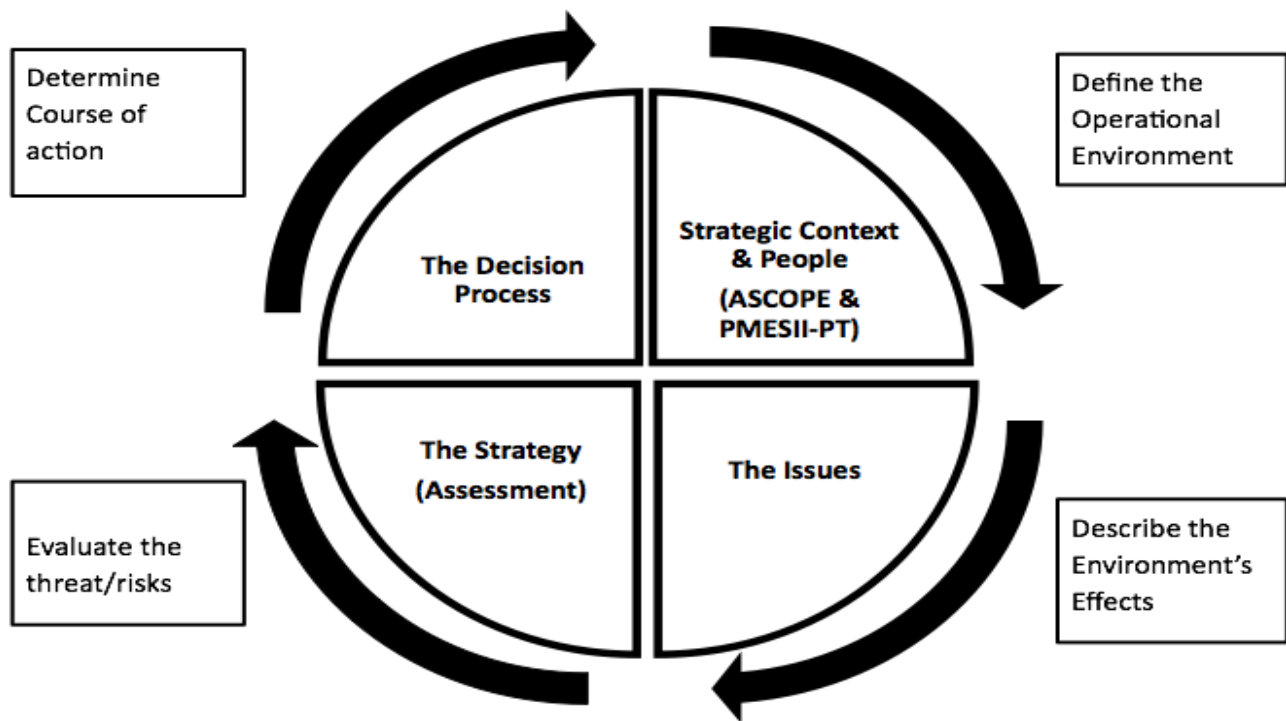 Determine
Course of
action
Define the
Operational
Environment
The Decision
Process
Strategic Context
& People
(ASCOPE &
PMESII-PT)
The Strategy
(Assessment)
The Issues
Evaluate the
threat/risks
Describe the
Environment’s
Effects